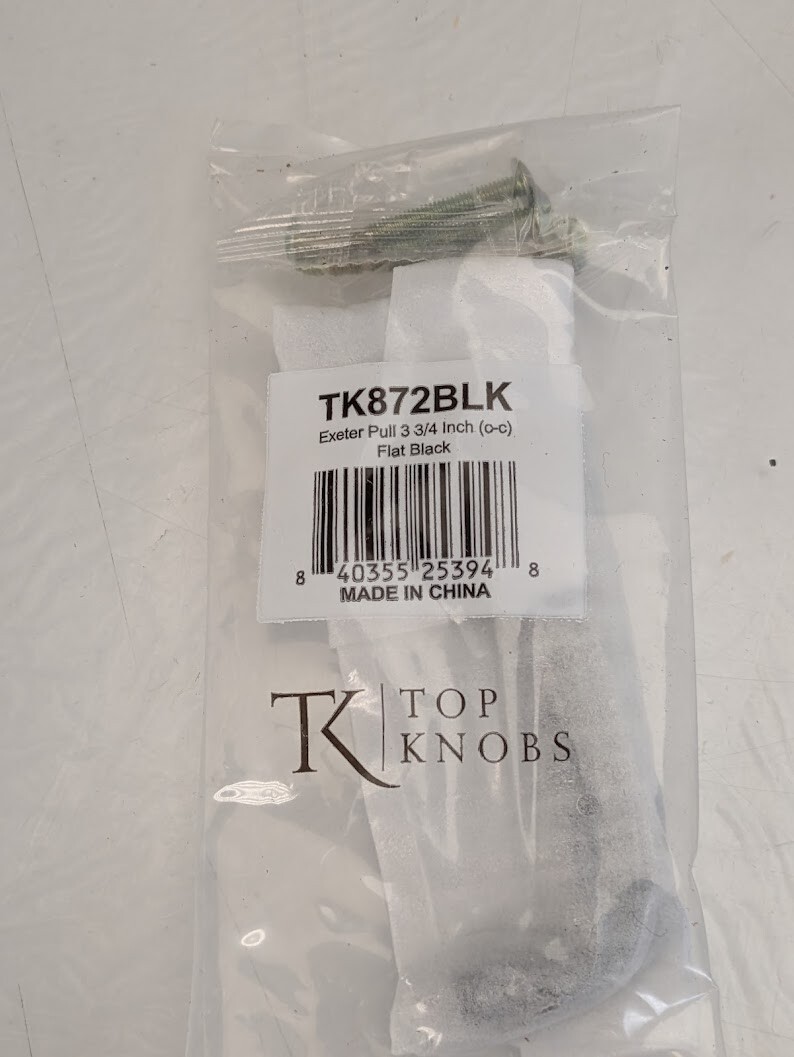 TK872BLK
Exeter Pull 3 3/4 Inch (c-c)
Flat Black
8 40355 25394 8
MADE IN CHINA
TK TOP
KNOBS